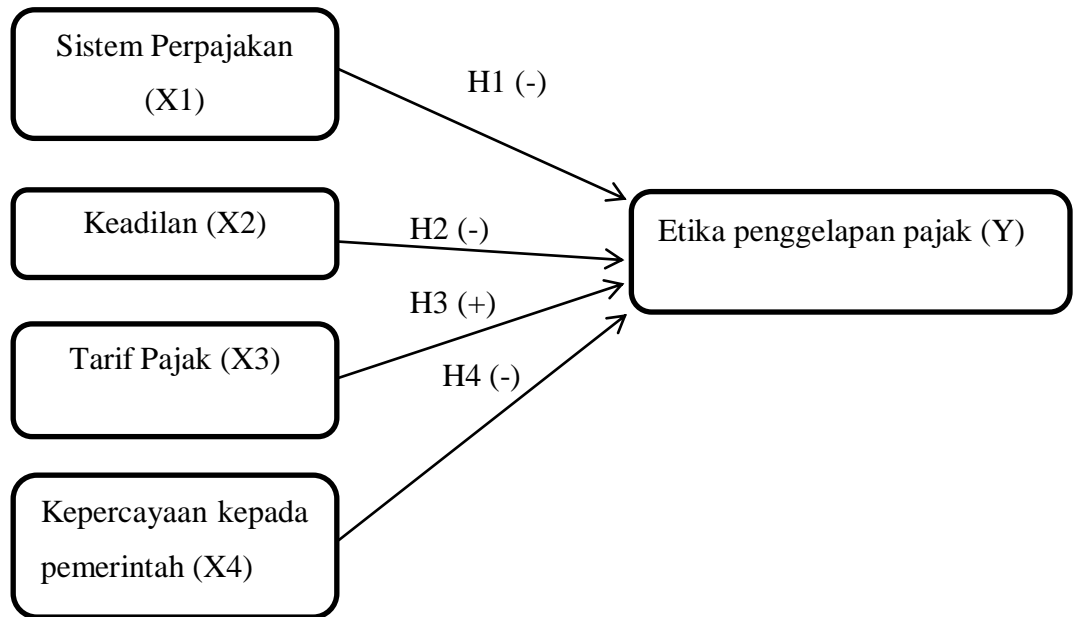 Sistem Perpajakan
(X1)
H1 (-)
Keadilan (X2)
H2 (-)
Etika penggelapan pajak (Y)
H3 (+)
Tarif Pajak (X3)
H4 (-)
Kepercayaan kepada
pemerintah (X4)